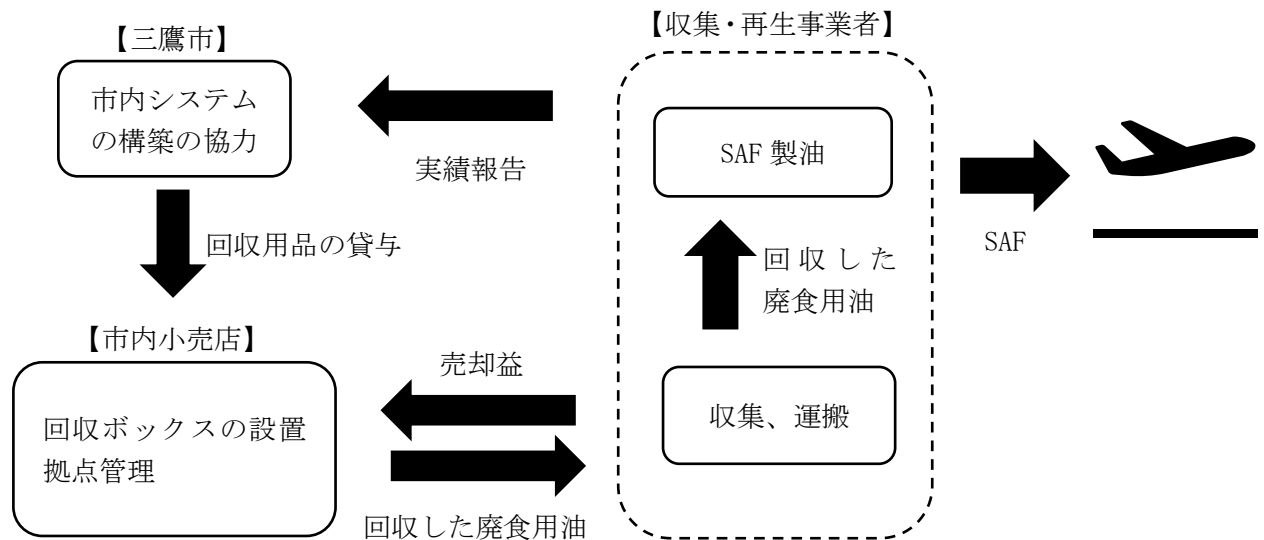 【三鷹市】
市内システム
の構築の協力
実績報告
回収用品の貸与
【市内小売店】
回収ボックスの設置
拠点管理
売却益
回収した廃食用油
【収集・再生事業者】
SAF 製油
回収した
廃食用油
収集、運搬
SAF